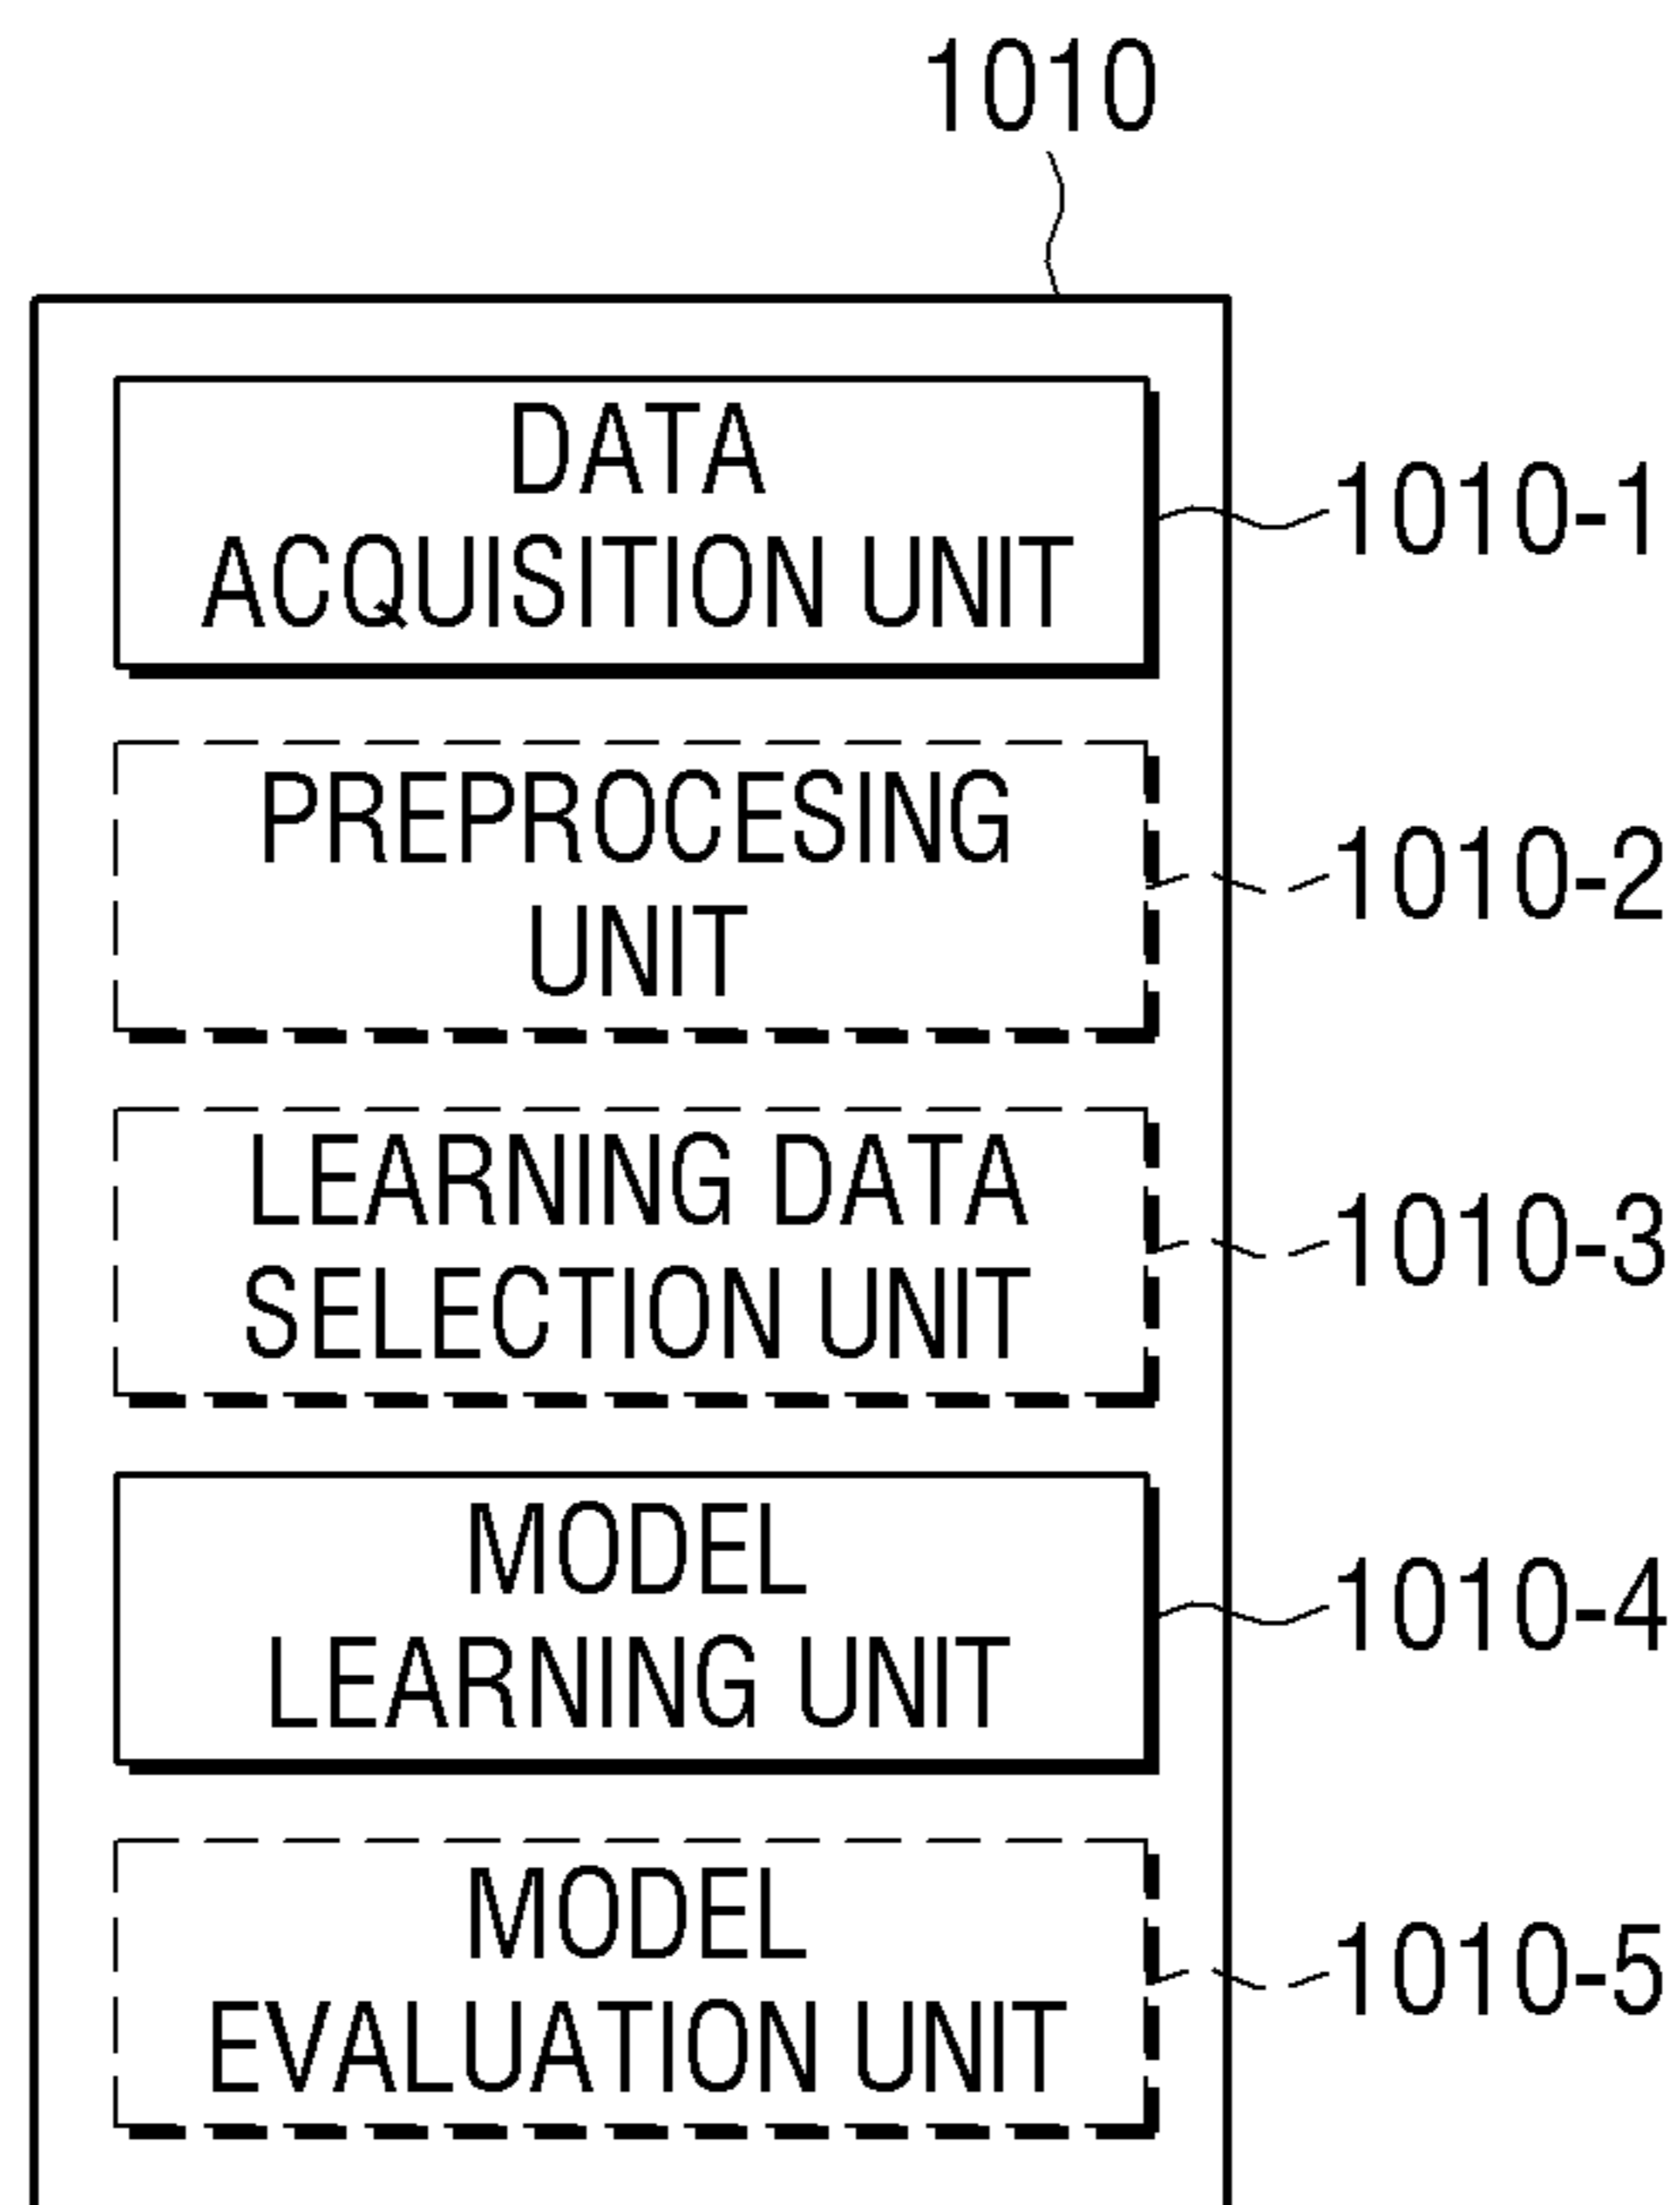 1010
DATA
ACQUISITION UNIT
1010-1
PREPROCESING
UNIT
1010-2
LEARNING DATA
SELECTION UNIT
1010-3
MODEL
LEARNING UNIT
1010-4
MODEL
EVALUATION UNIT
1010-5